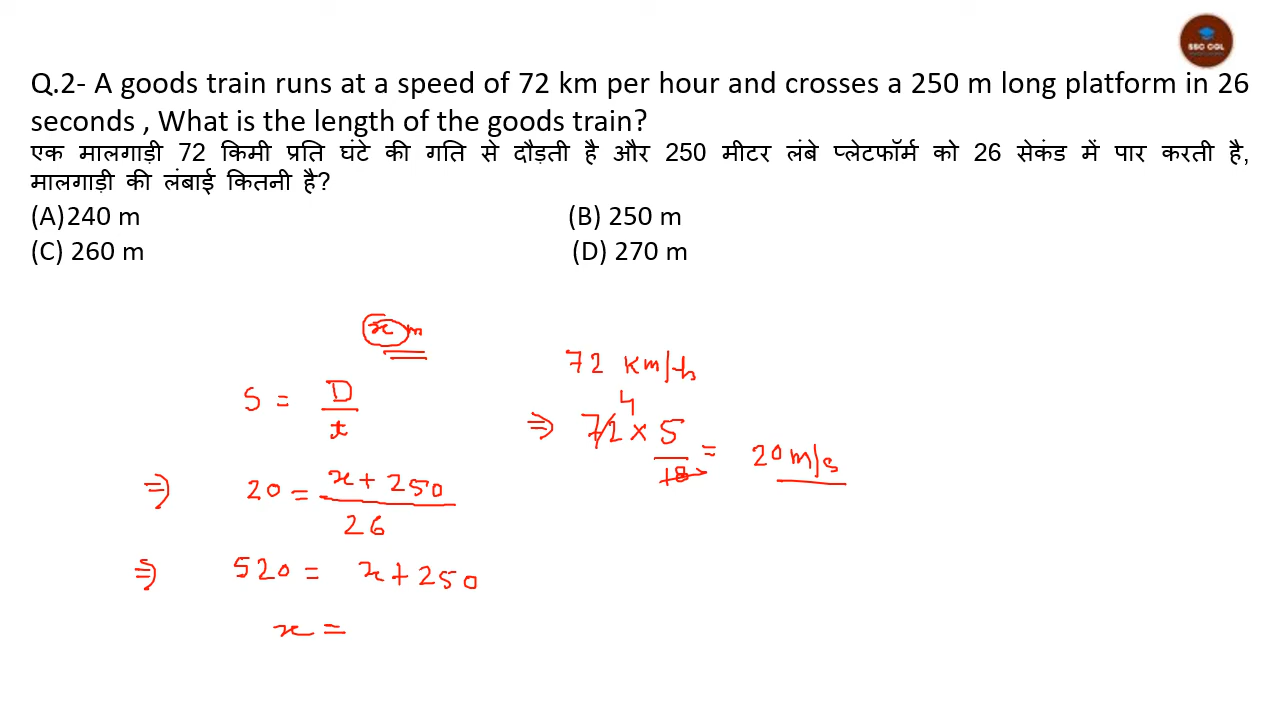 SSC CGL
Q.2- A goods train runs at a speed of 72 km per hour and crosses a 250 m long platform in 26
seconds , What is the length of the goods train?
एक मालगाड़ी 72 किमी प्रति घंटे की गति से दौड़ती है और 250 मीटर लंबे प्लेटफॉर्म को 26 सेकंड में पार करती है,
मालगाड़ी की लंबाई कितनी है?
(A)240 m (B) 250 m
(C) 260 m (D) 270 m
x m
72 km/h
S = D/t
⇒ 72 × 5/18 = 20 m/s
4
⇒ 20 = x + 250 / 26
⇒ 520 = x + 250
x =